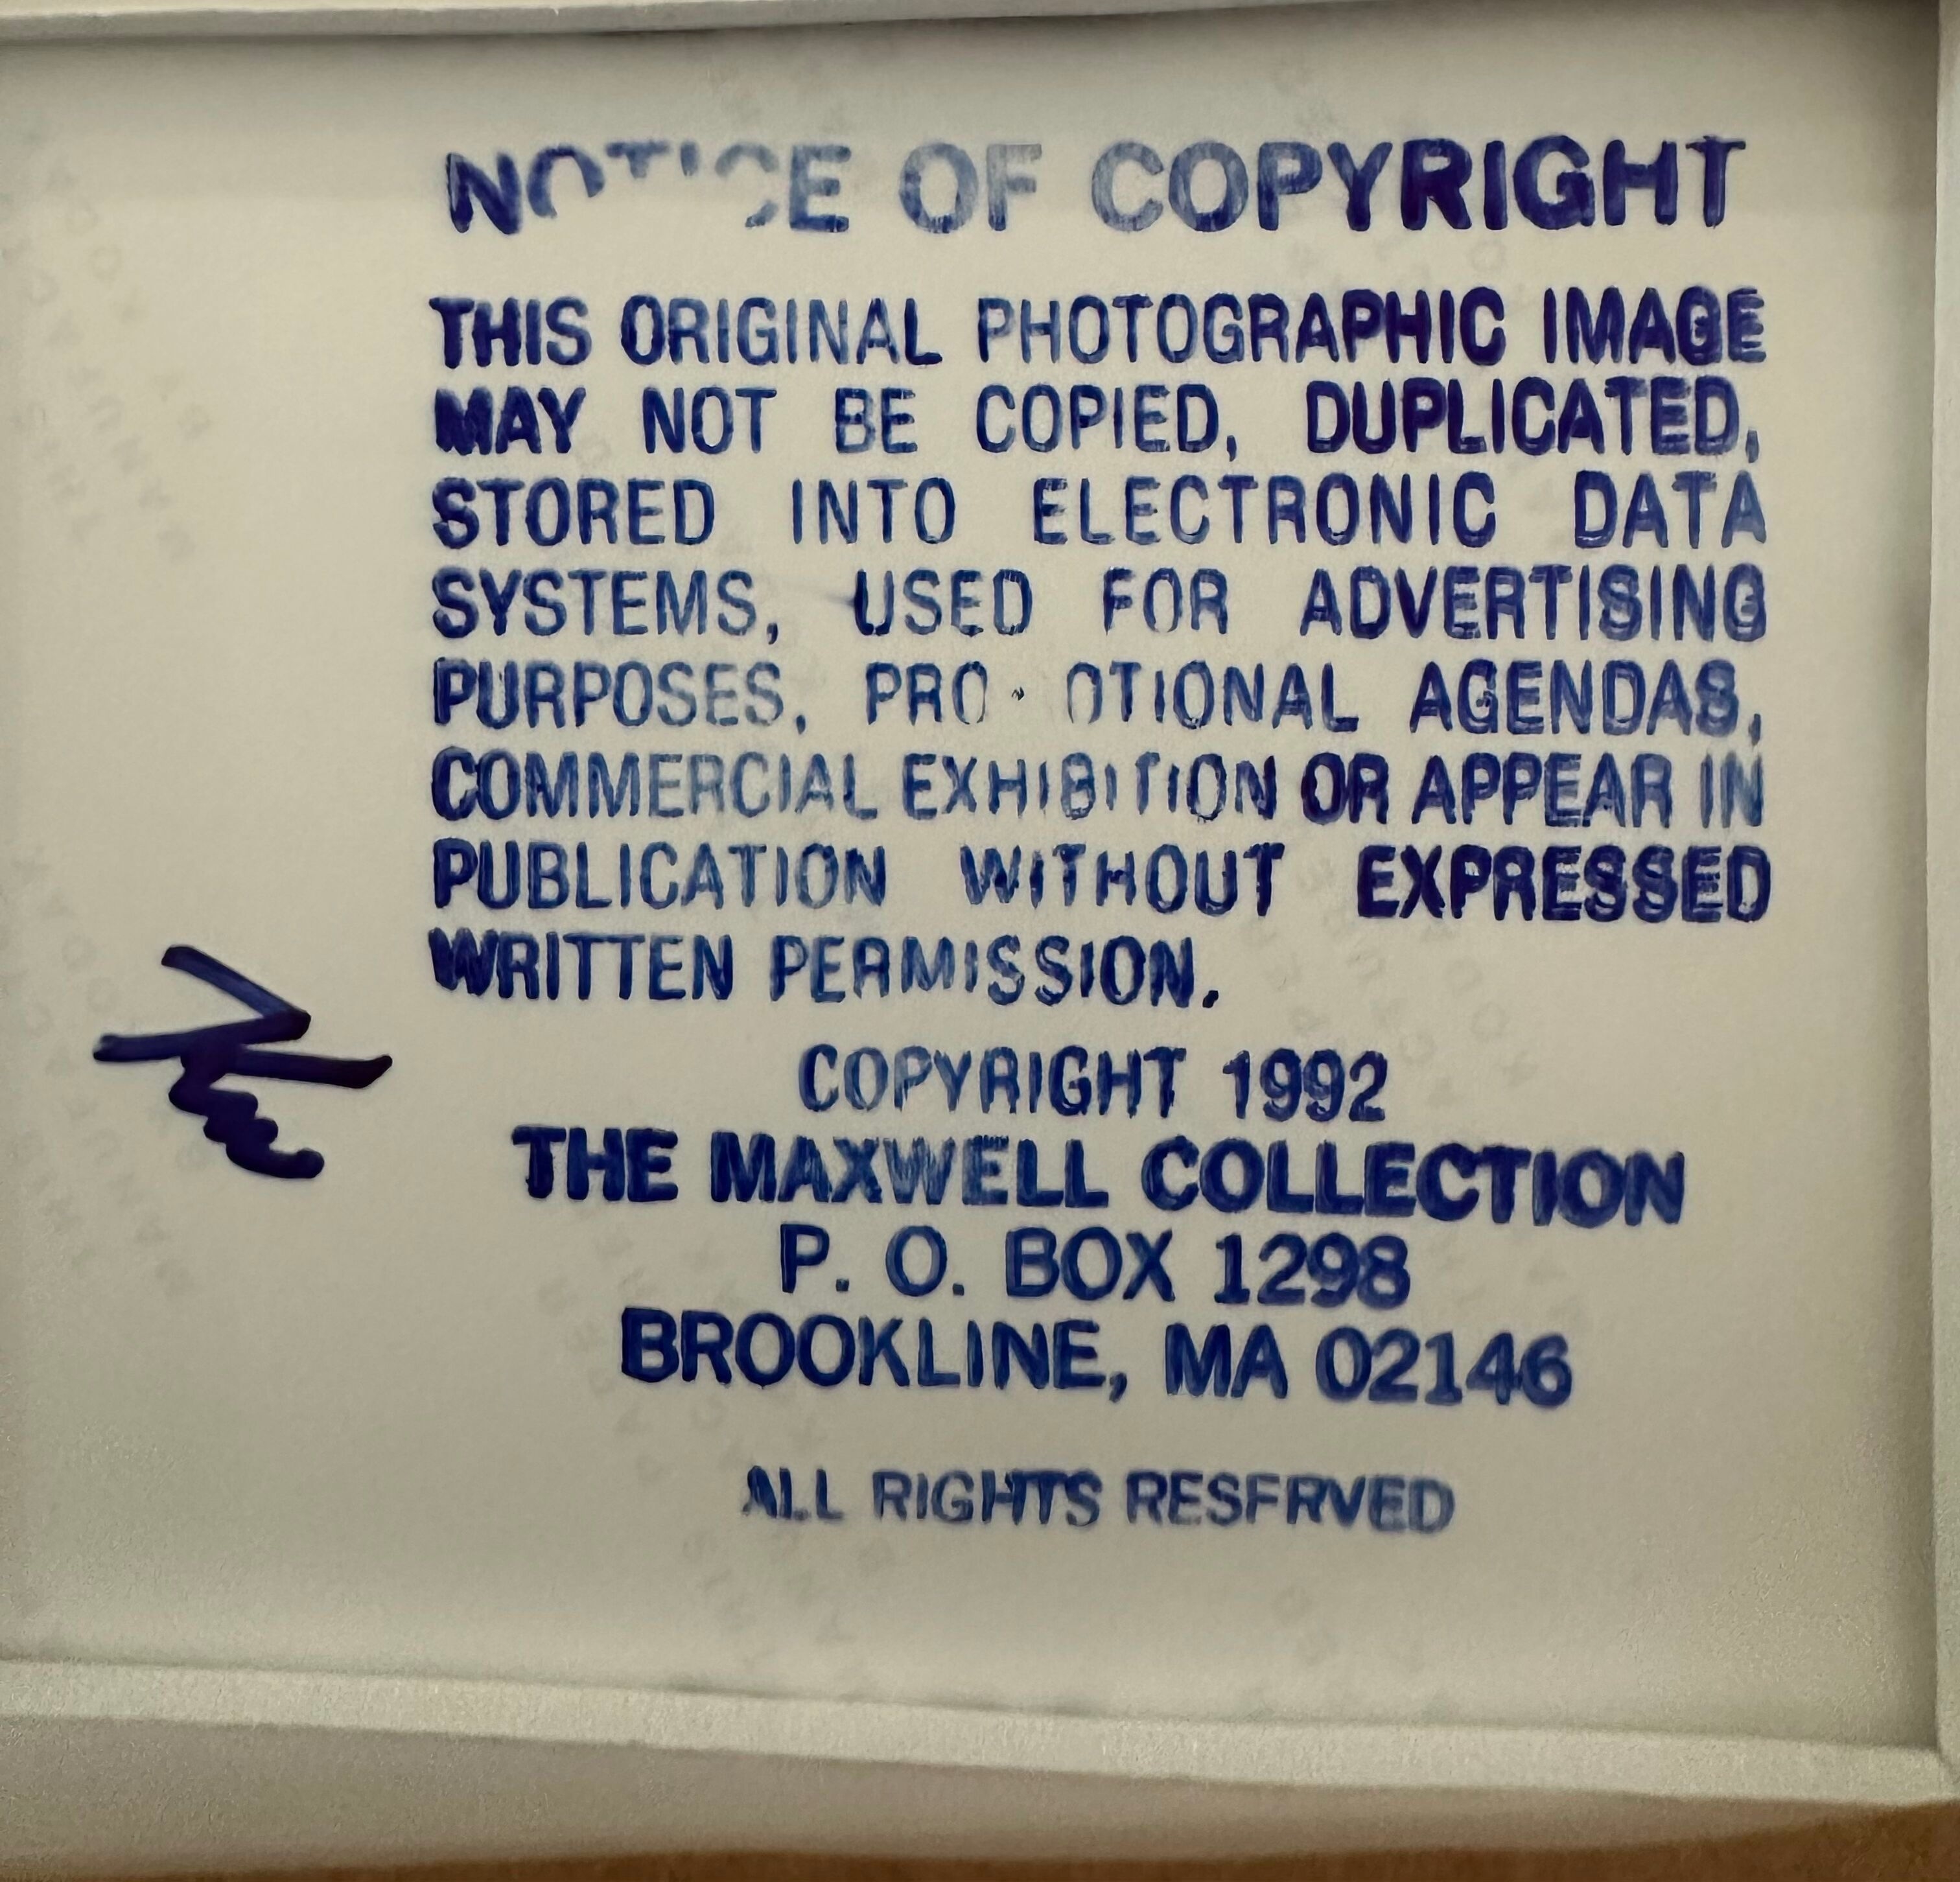 NOTICE OF COPYRIGHT
THIS ORIGINAL PHOTOGRAPHIC IMAGE
MAY NOT BE COPIED, DUPLICATED,
STORED INTO ELECTRONIC DATA
SYSTEMS, USED FOR ADVERTISING
PURPOSES, PROMOTIONAL AGENDAS,
COMMERCIAL EXHIBITION OR APPEAR IN
PUBLICATION WITHOUT EXPRESSED
WRITTEN PERMISSION.
COPYRIGHT 1992
THE MAXWELL COLLECTION
P. O. BOX 1298
BROOKLINE, MA 02146
ALL RIGHTS RESERVED